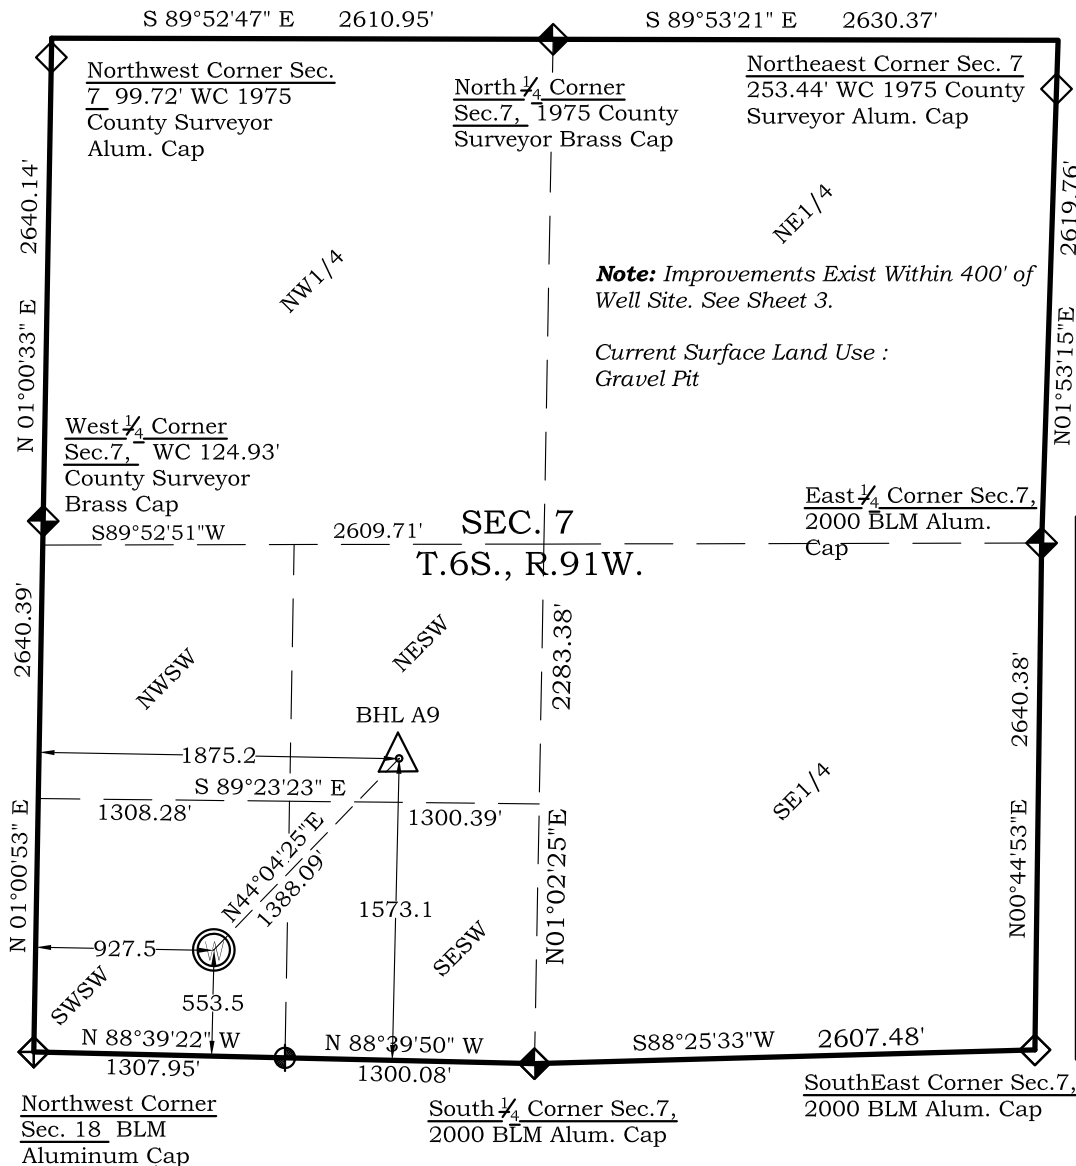 S 89°52'47" E 2610.95'
S 89°53'21" E 2630.37'
Northwest Corner Sec.
7 99.72' WC 1975
County Surveyor
Alum. Cap
North 1/4 Corner
Sec.7, 1975 County
Surveyor Brass Cap
Northeaest Corner Sec. 7
253.44' WC 1975 County
Surveyor Alum. Cap
2640.14'
N 01°00'33" E
2619.76'
N01°53'15"E
NW1/4
NE1/4
Note: Improvements Exist Within 400' of
Well Site. See Sheet 3.
Current Surface Land Use :
Gravel Pit
West 1/4 Corner
Sec.7, WC 124.93'
County Surveyor
Brass Cap
East 1/4 Corner Sec.7,
2000 BLM Alum.
Cap
S89°52'51"W 2609.71'
SEC. 7
T.6S., R.91W.
2640.39'
N 01°00'53" E
NWSW
NESW
2283.38'
N01°02'25"E
2640.38'
N00°44'53"E
BHL A9
1875.2
S 89°23'23" E
1308.28'
1300.39'
SE1/4
N44°04'25"E
1388.09'
1573.1
927.5
W
553.5
SWSW
SESW
N 88°39'22" W
1307.95'
N 88°39'50" W
1300.08'
S88°25'33"W 2607.48'
Northwest Corner
Sec. 18 BLM
Aluminum Cap
South 1/4 Corner Sec.7,
2000 BLM Alum. Cap
SouthEast Corner Sec.7,
2000 BLM Alum. Cap